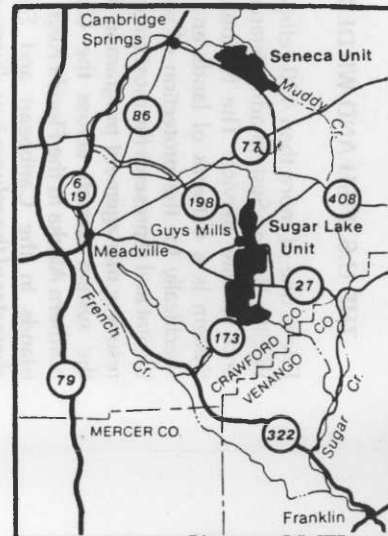 Cambridge
Springs
Seneca Unit
Muddy Cr.
86
77
6
19
198
408
Guys Mills
Sugar Lake
Unit
Meadville
27
French Cr.
173
CO.
CO.
CRAWFORD
VENANGO
79
Sugar Cr.
MERCER CO.
322
Franklin